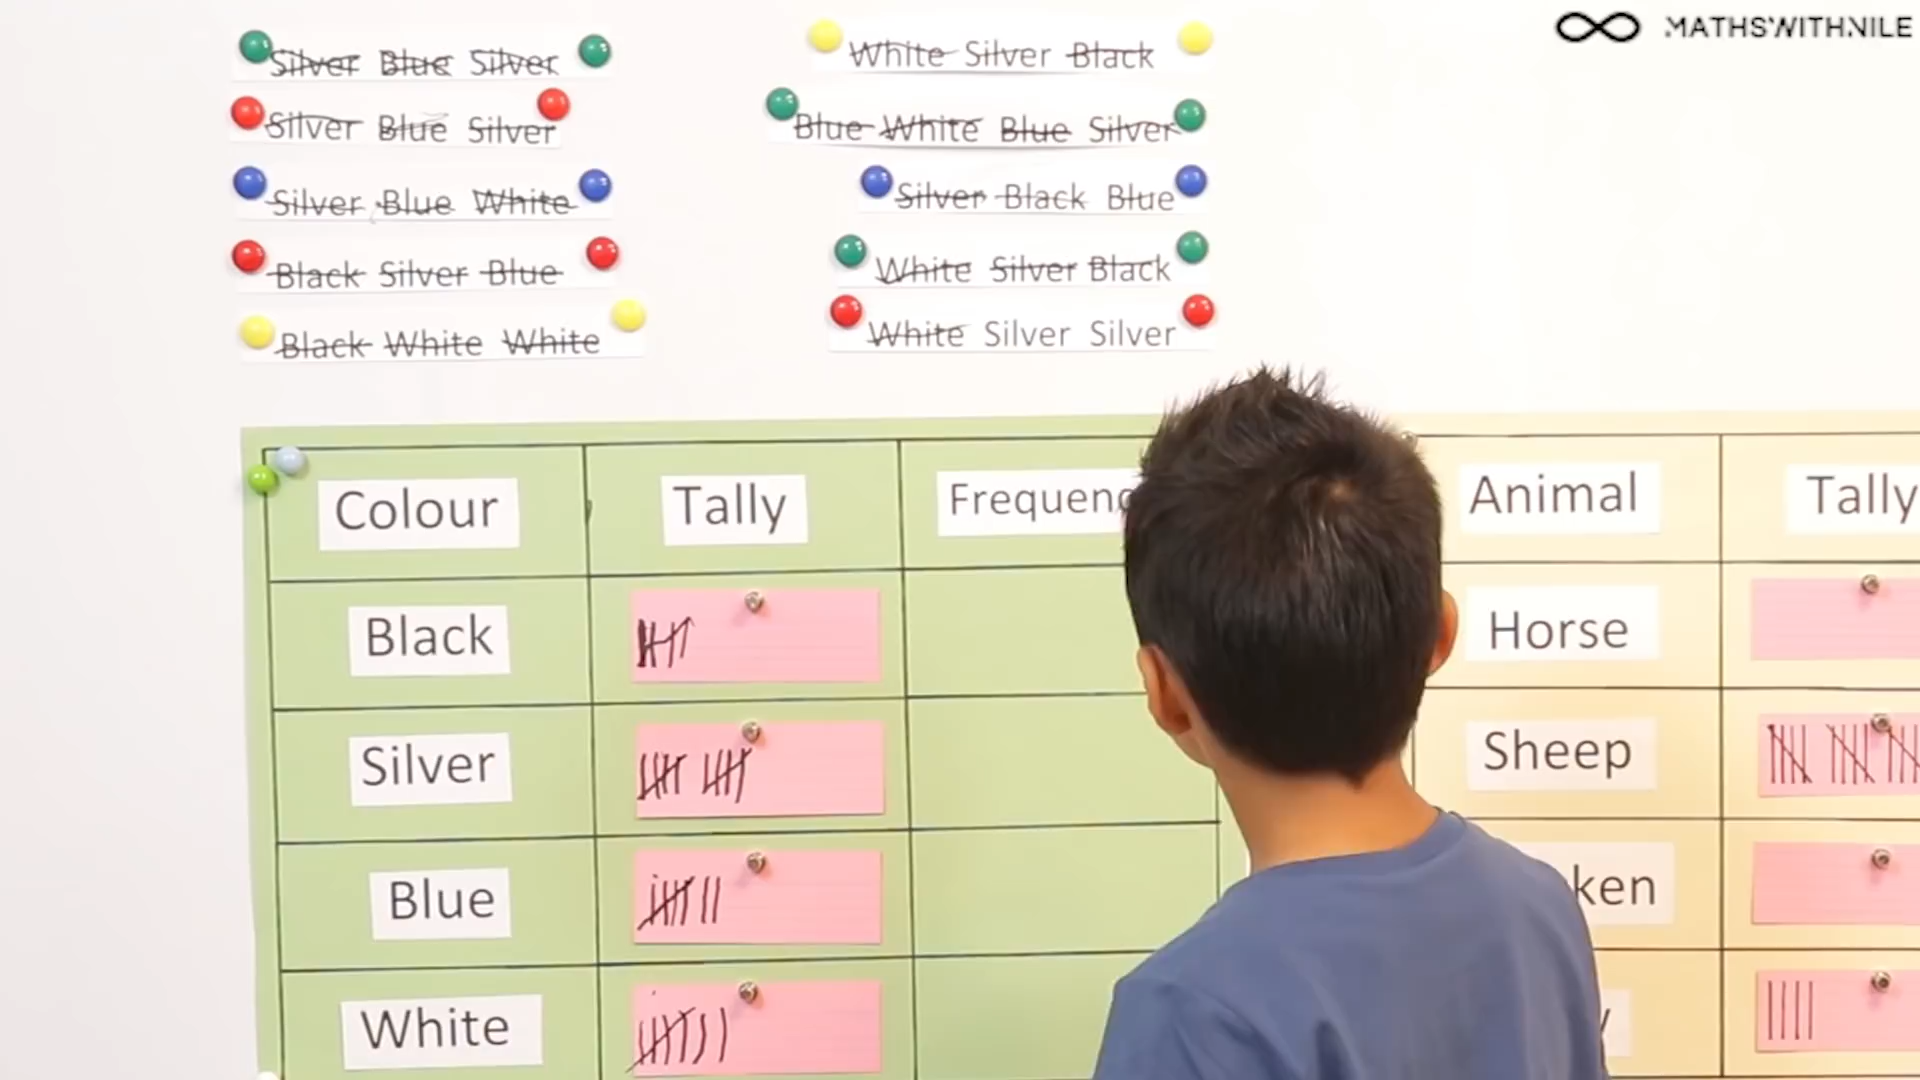 MATHSWITHNILE
Silver Blue Silver
Silver Blue Silver
Silver Blue White
Black Silver Blue
Black White White
White Silver Black
Blue White Blue Silver
Silver Black Blue
White Silver Black
White Silver Silver
Colour Tally Frequenc
Black
Silver
Blue
White
Animal Tally
Horse
Sheep
ken